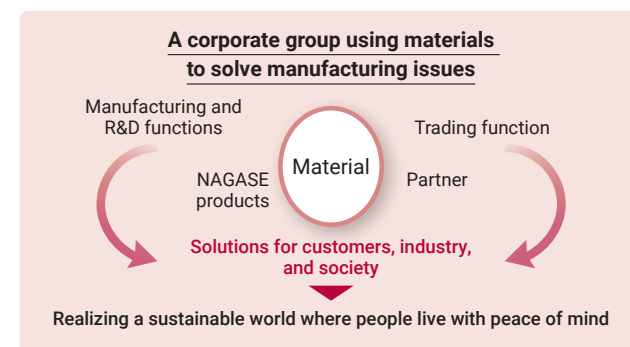 A corporate group using materials
to solve manufacturing issues
Manufacturing and
R&D functions
Trading function
Material
NAGASE
products
Partner
Solutions for customers, industry,
and society
Realizing a sustainable world where people live with peace of mind